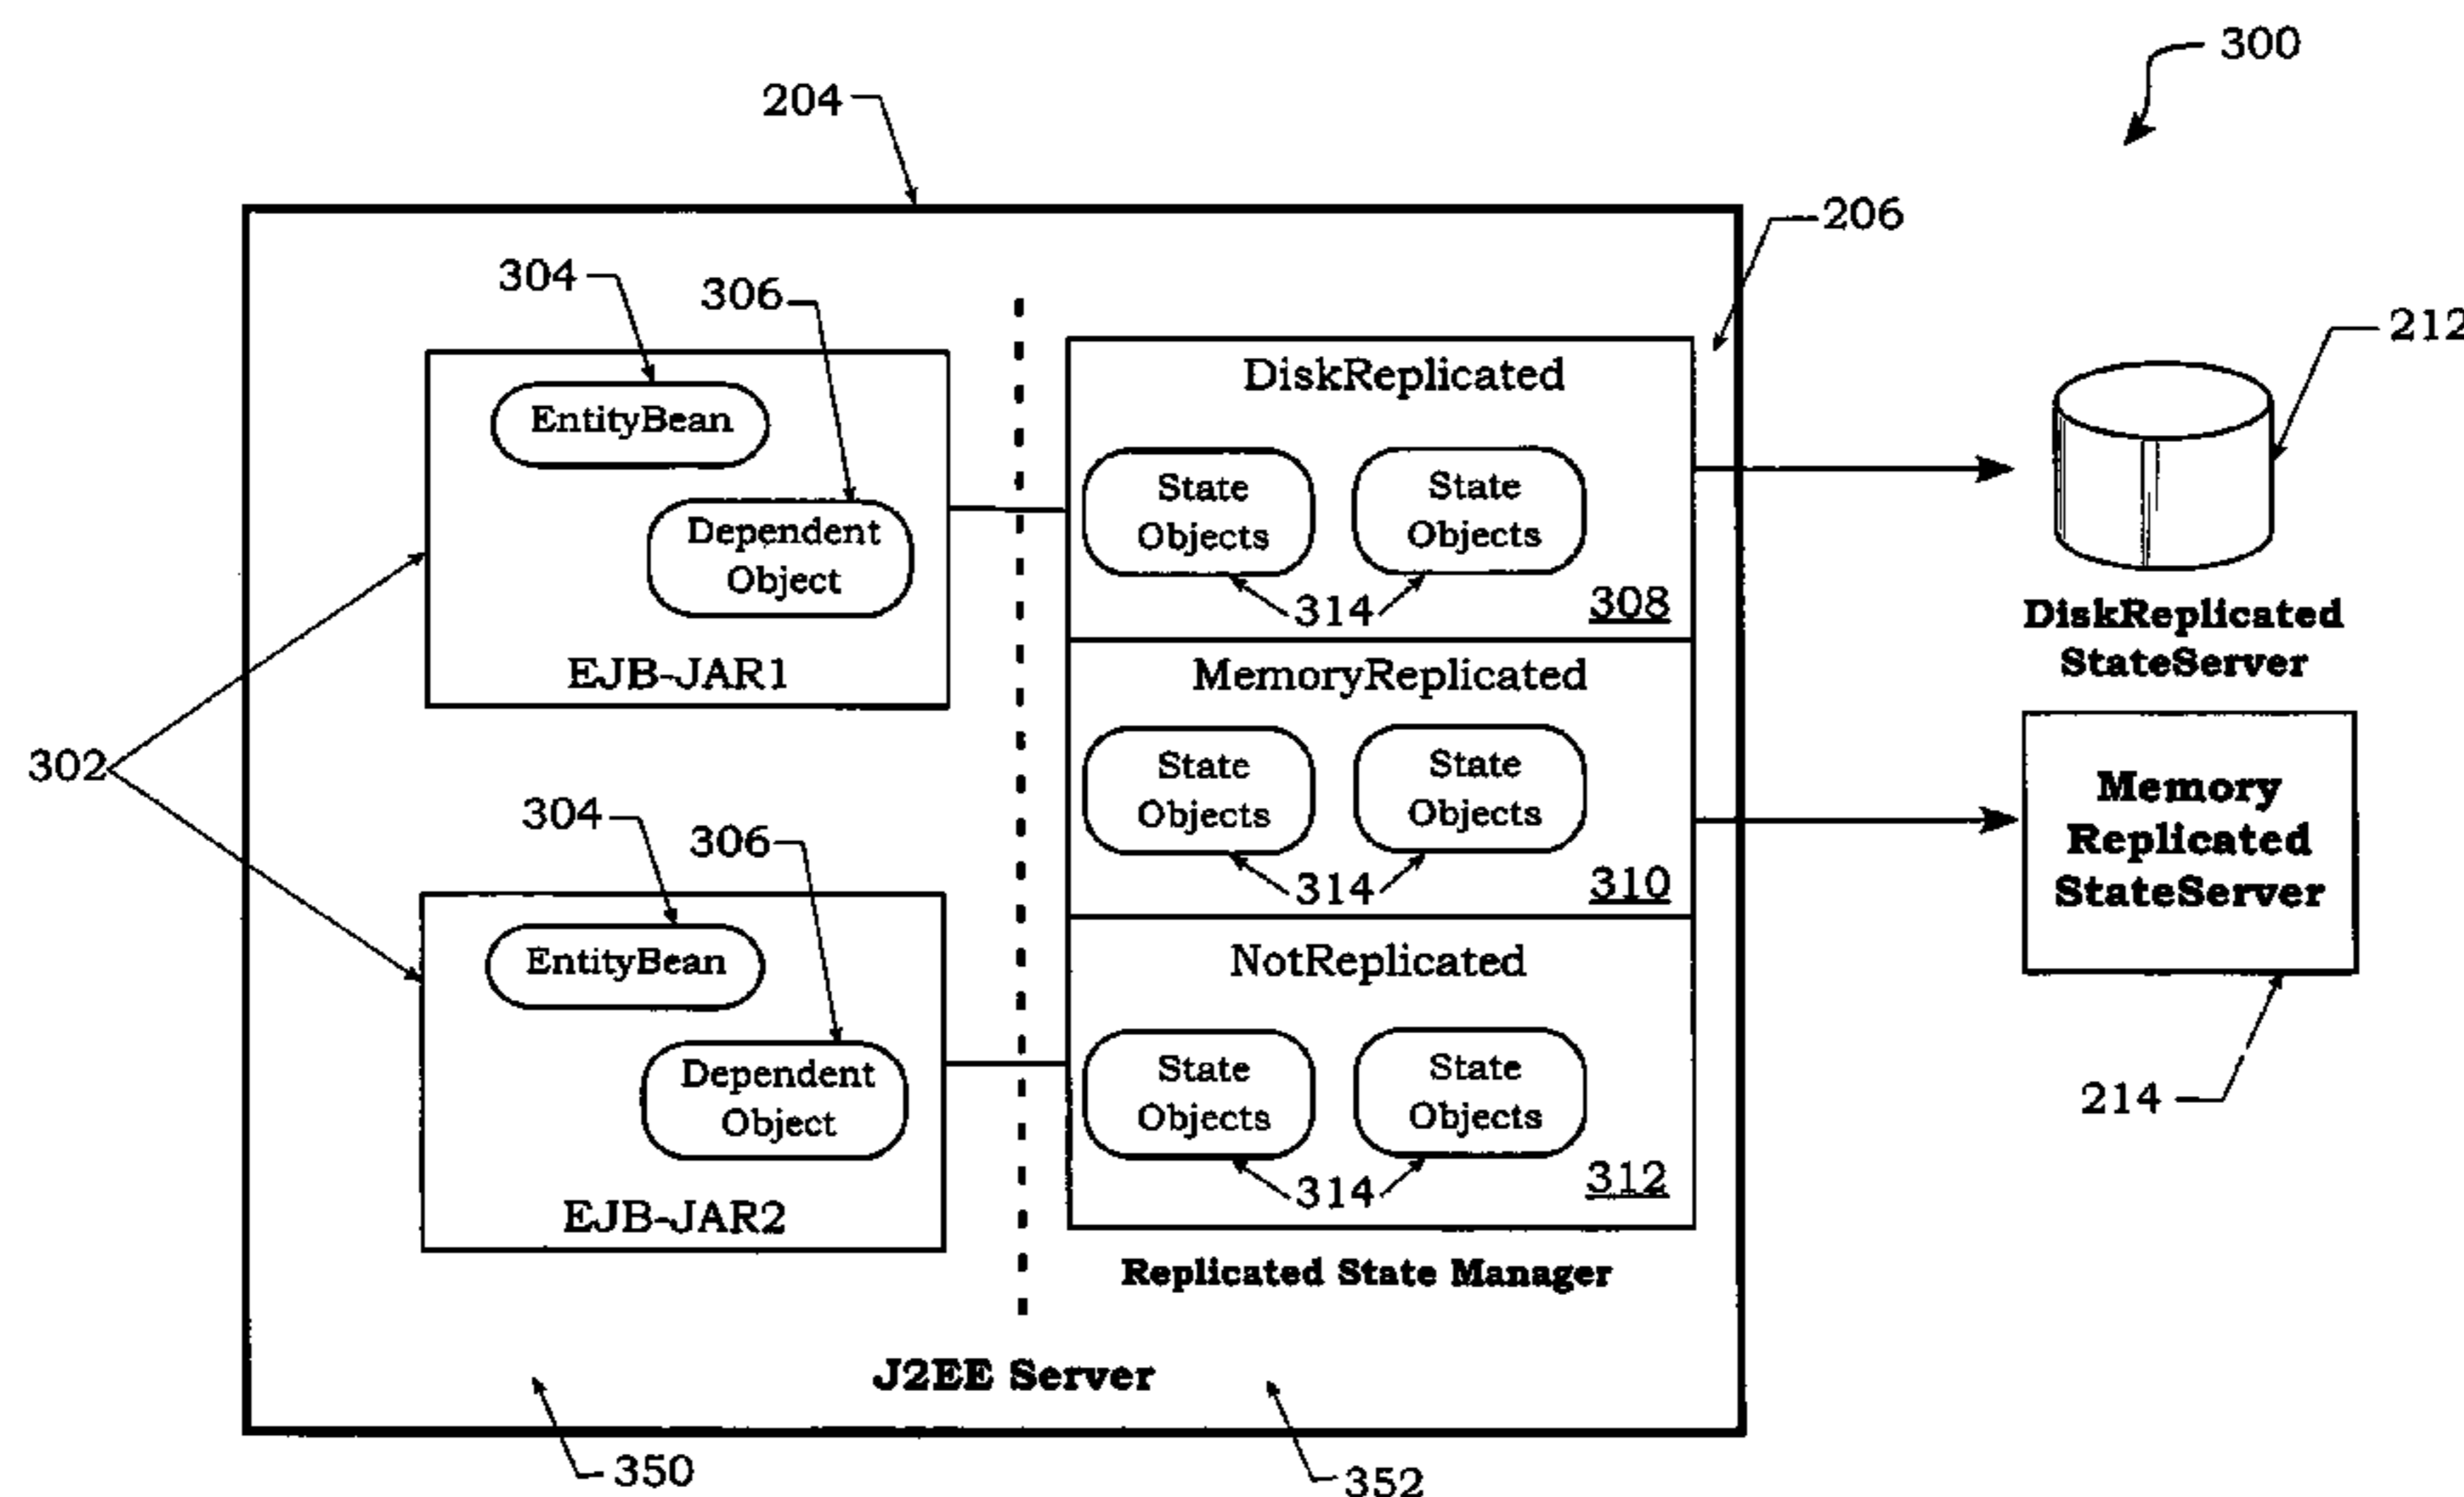 300
204
206
304
306
212
DiskReplicated
EntityBean
State
Objects
State
Objects
Dependent
Object
314
308
DiskReplicated
StateServer
EJB-JAR1
MemoryReplicated
302
State
Objects
State
Objects
Memory
Replicated
StateServer
304
306
314
310
EntityBean
NotReplicated
Dependent
Object
State
Objects
State
Objects
214
314
312
EJB-JAR2
Replicated State Manager
J2EE Server
350
352